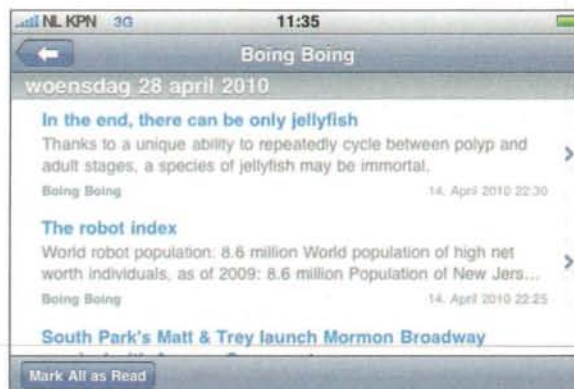 NL KPN 3G 11:35
Boing Boing
woensdag 28 april 2010
In the end, there can be only jellyfish
Thanks to a unique ability to repeatedly cycle between polyp and
adult stages, a species of jellyfish may be immortal.
Boing Boing 14. April 2010 22:30
The robot index
World robot population: 8.6 million World population of high net
worth individuals, as of 2009: 8.6 million Population of New Jers...
Boing Boing 14. April 2010 22:25
South Park's Matt & Trey launch Mormon Broadway
Mark All as Read